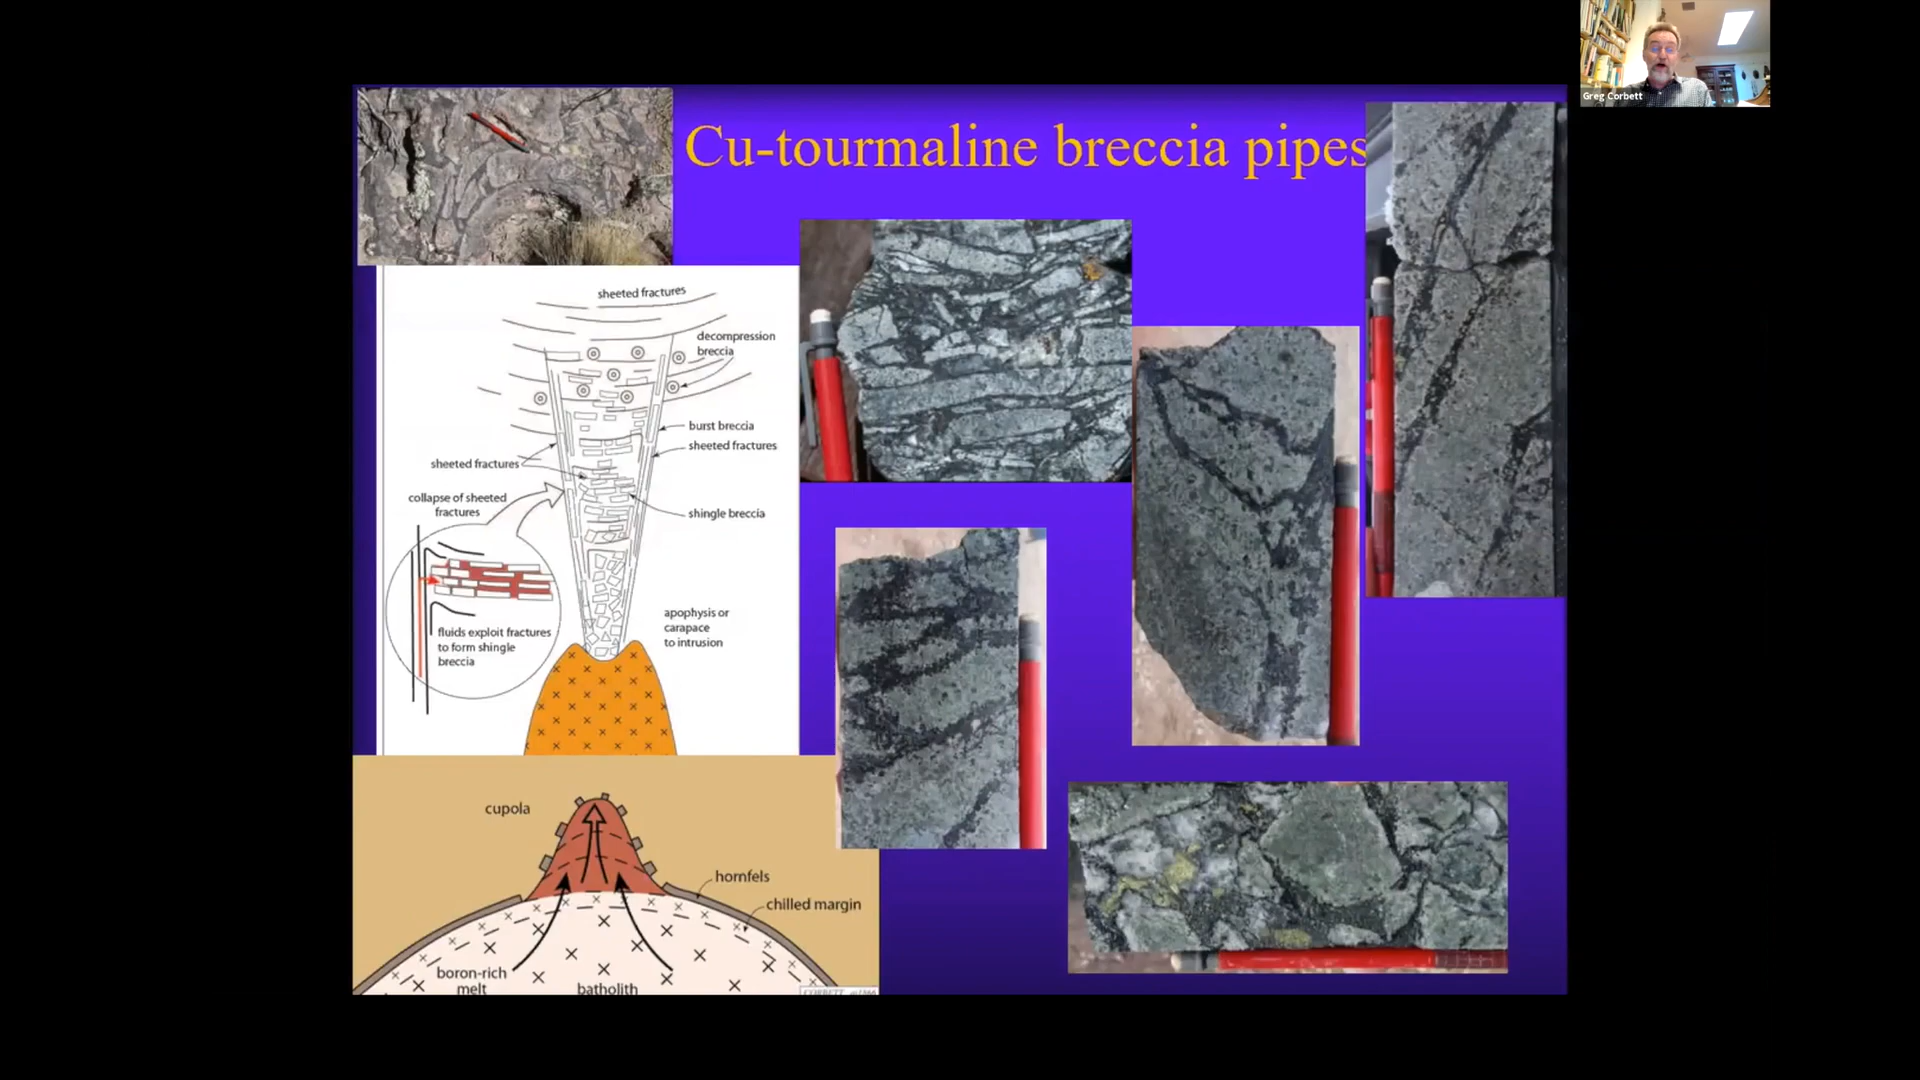 Greg Corbett
Cu-tourmaline breccia pipes
sheeted fractures
decompression
breccia
burst breccia
sheeted fractures
sheeted fractures
collapse of sheeted
fractures
shingle breccia
fluids exploit fractures
to form shingle
breccia
apophysis or
carapace
to intrusion
cupola
hornfels
chilled margin
boron-rich
melt
batholith
CORBETT